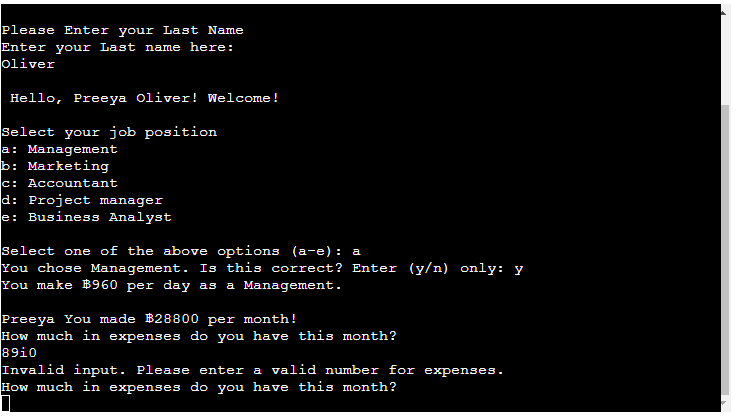 Please Enter your Last Name
Enter your Last name here:
Oliver
Hello, Preeya Oliver! Welcome!
Select your job position
a: Management
b: Marketing
c: Accountant
d: Project manager
e: Business Analyst
Select one of the above options (a-e): a
You chose Management. Is this correct? Enter (y/n) only: y
You make ฿960 per day as a Management.
Preeya You made ฿28800 per month!
How much in expenses do you have this month?
89i0
Invalid input. Please enter a valid number for expenses.
How much in expenses do you have this month?